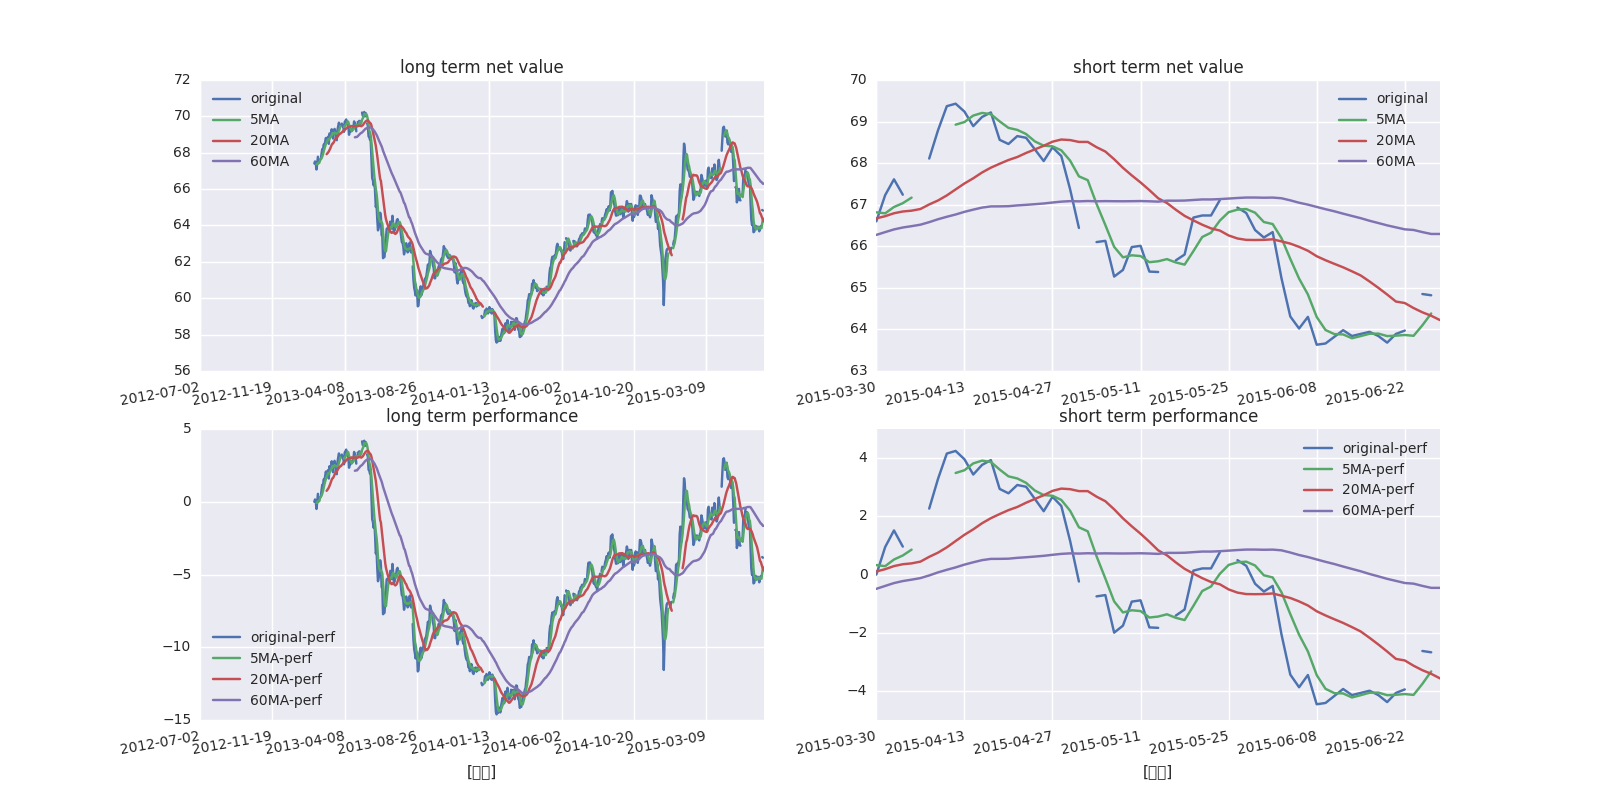 long term net value
72
70
68
66
64
62
60
58
56
original
5MA
20MA
60MA
2012-07-02
2012-11-19
2013-04-08
2013-08-26
2014-01-13
2014-06-02
2014-10-20
2015-03-09
short term net value
70
69
68
67
66
65
64
63
original
5MA
20MA
60MA
2015-03-30
2015-04-13
2015-04-27
2015-05-11
2015-05-25
2015-06-08
2015-06-22
long term performance
5
0
−5
−10
−15
original-perf
5MA-perf
20MA-perf
60MA-perf
2012-07-02
2012-11-19
2013-04-08
2013-08-26
2014-01-13
2014-06-02
2014-10-20
2015-03-09
[▯▯]
short term performance
4
2
0
−2
−4
original-perf
5MA-perf
20MA-perf
60MA-perf
2015-03-30
2015-04-13
2015-04-27
2015-05-11
2015-05-25
2015-06-08
2015-06-22
[▯▯]